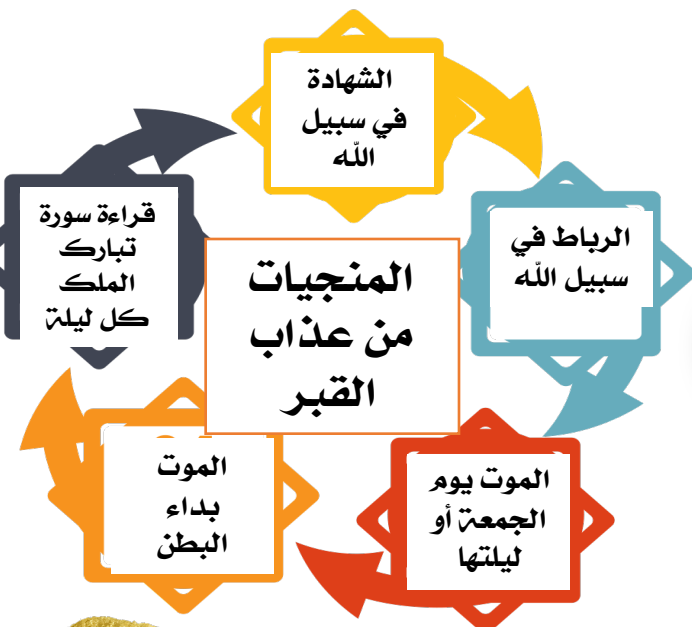 المنجيات
من عذاب
القبر
الشهادة
في سبيل
الله
الرباط في
سبيل الله
الموت يوم
الجمعة أو
ليلتها
الموت
بداء
البطن
قراءة سورة
تبارك
الملك
كل ليلة